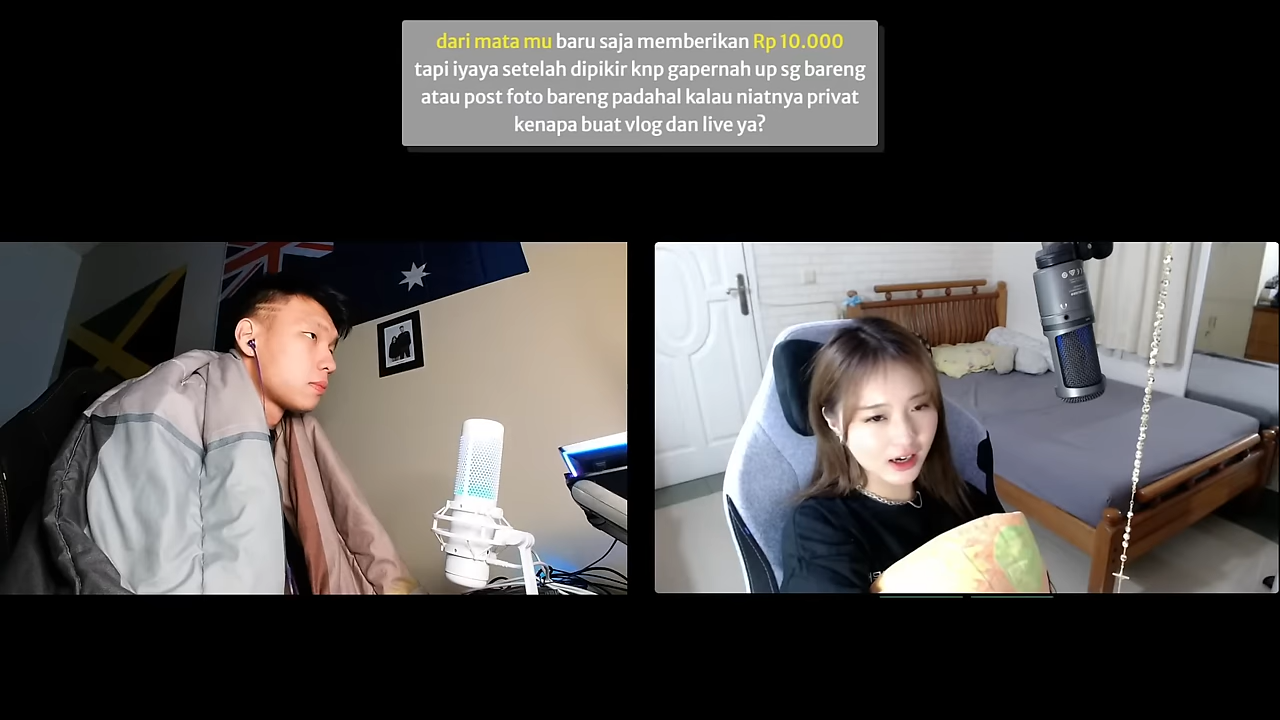 dari mata mu baru saja memberikan Rp 10.000
tapi iyaya setelah dipikir knp gapernah up sg bareng
atau post foto bareng padahal kalau niatnya privat
kenapa buat vlog dan live ya?